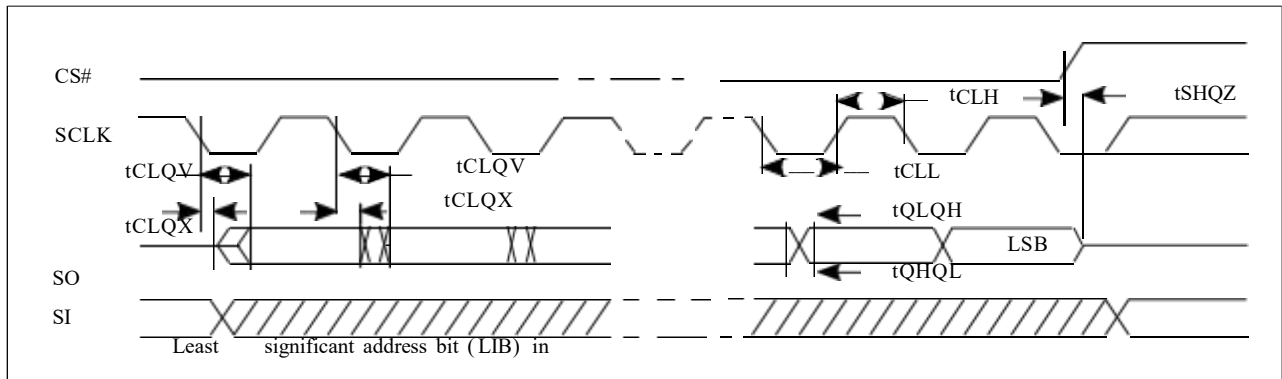 CS#
tCLH
tSHQZ
SCLK
tCLQV
tCLQV
tCLL
tCLQX
tCLQX
tQLQH
LSB
tQHQL
SO
SI
Least significant address bit (LIB) in